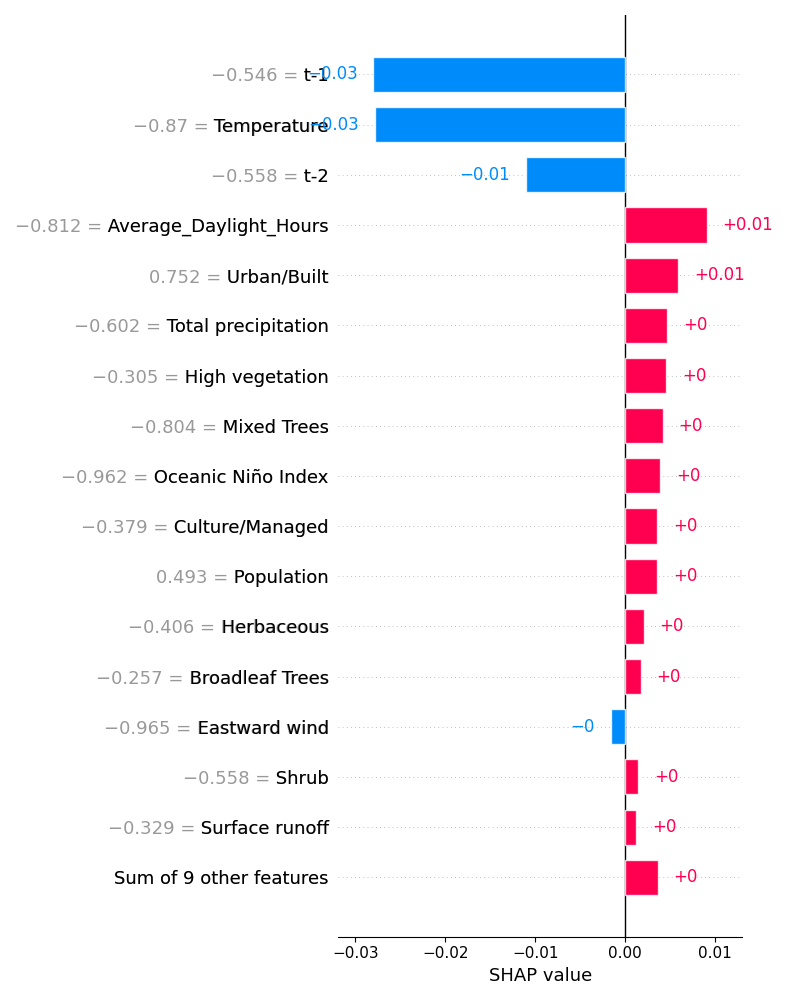 −0.546 = t-1 −0.03
−0.87 = Temperature −0.03
−0.558 = t-2 −0.01
−0.812 = Average_Daylight_Hours +0.01
0.752 = Urban/Built +0.01
−0.602 = Total precipitation +0
−0.305 = High vegetation +0
−0.804 = Mixed Trees +0
−0.962 = Oceanic Niño Index +0
−0.379 = Culture/Managed +0
0.493 = Population +0
−0.406 = Herbaceous +0
−0.257 = Broadleaf Trees +0
−0.965 = Eastward wind −0
−0.558 = Shrub +0
−0.329 = Surface runoff +0
Sum of 9 other features +0
−0.03 −0.02 −0.01 0.00 0.01
SHAP value